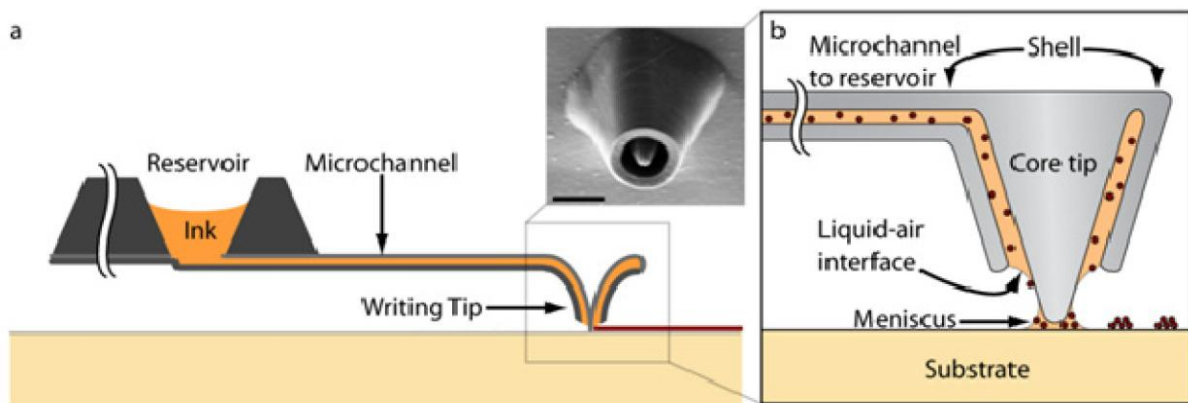 a
Reservoir
Microchannel
Ink
Writing Tip
b
Microchannel
to reservoir
Shell
Core tip
Liquid-air
interface
Meniscus
Substrate